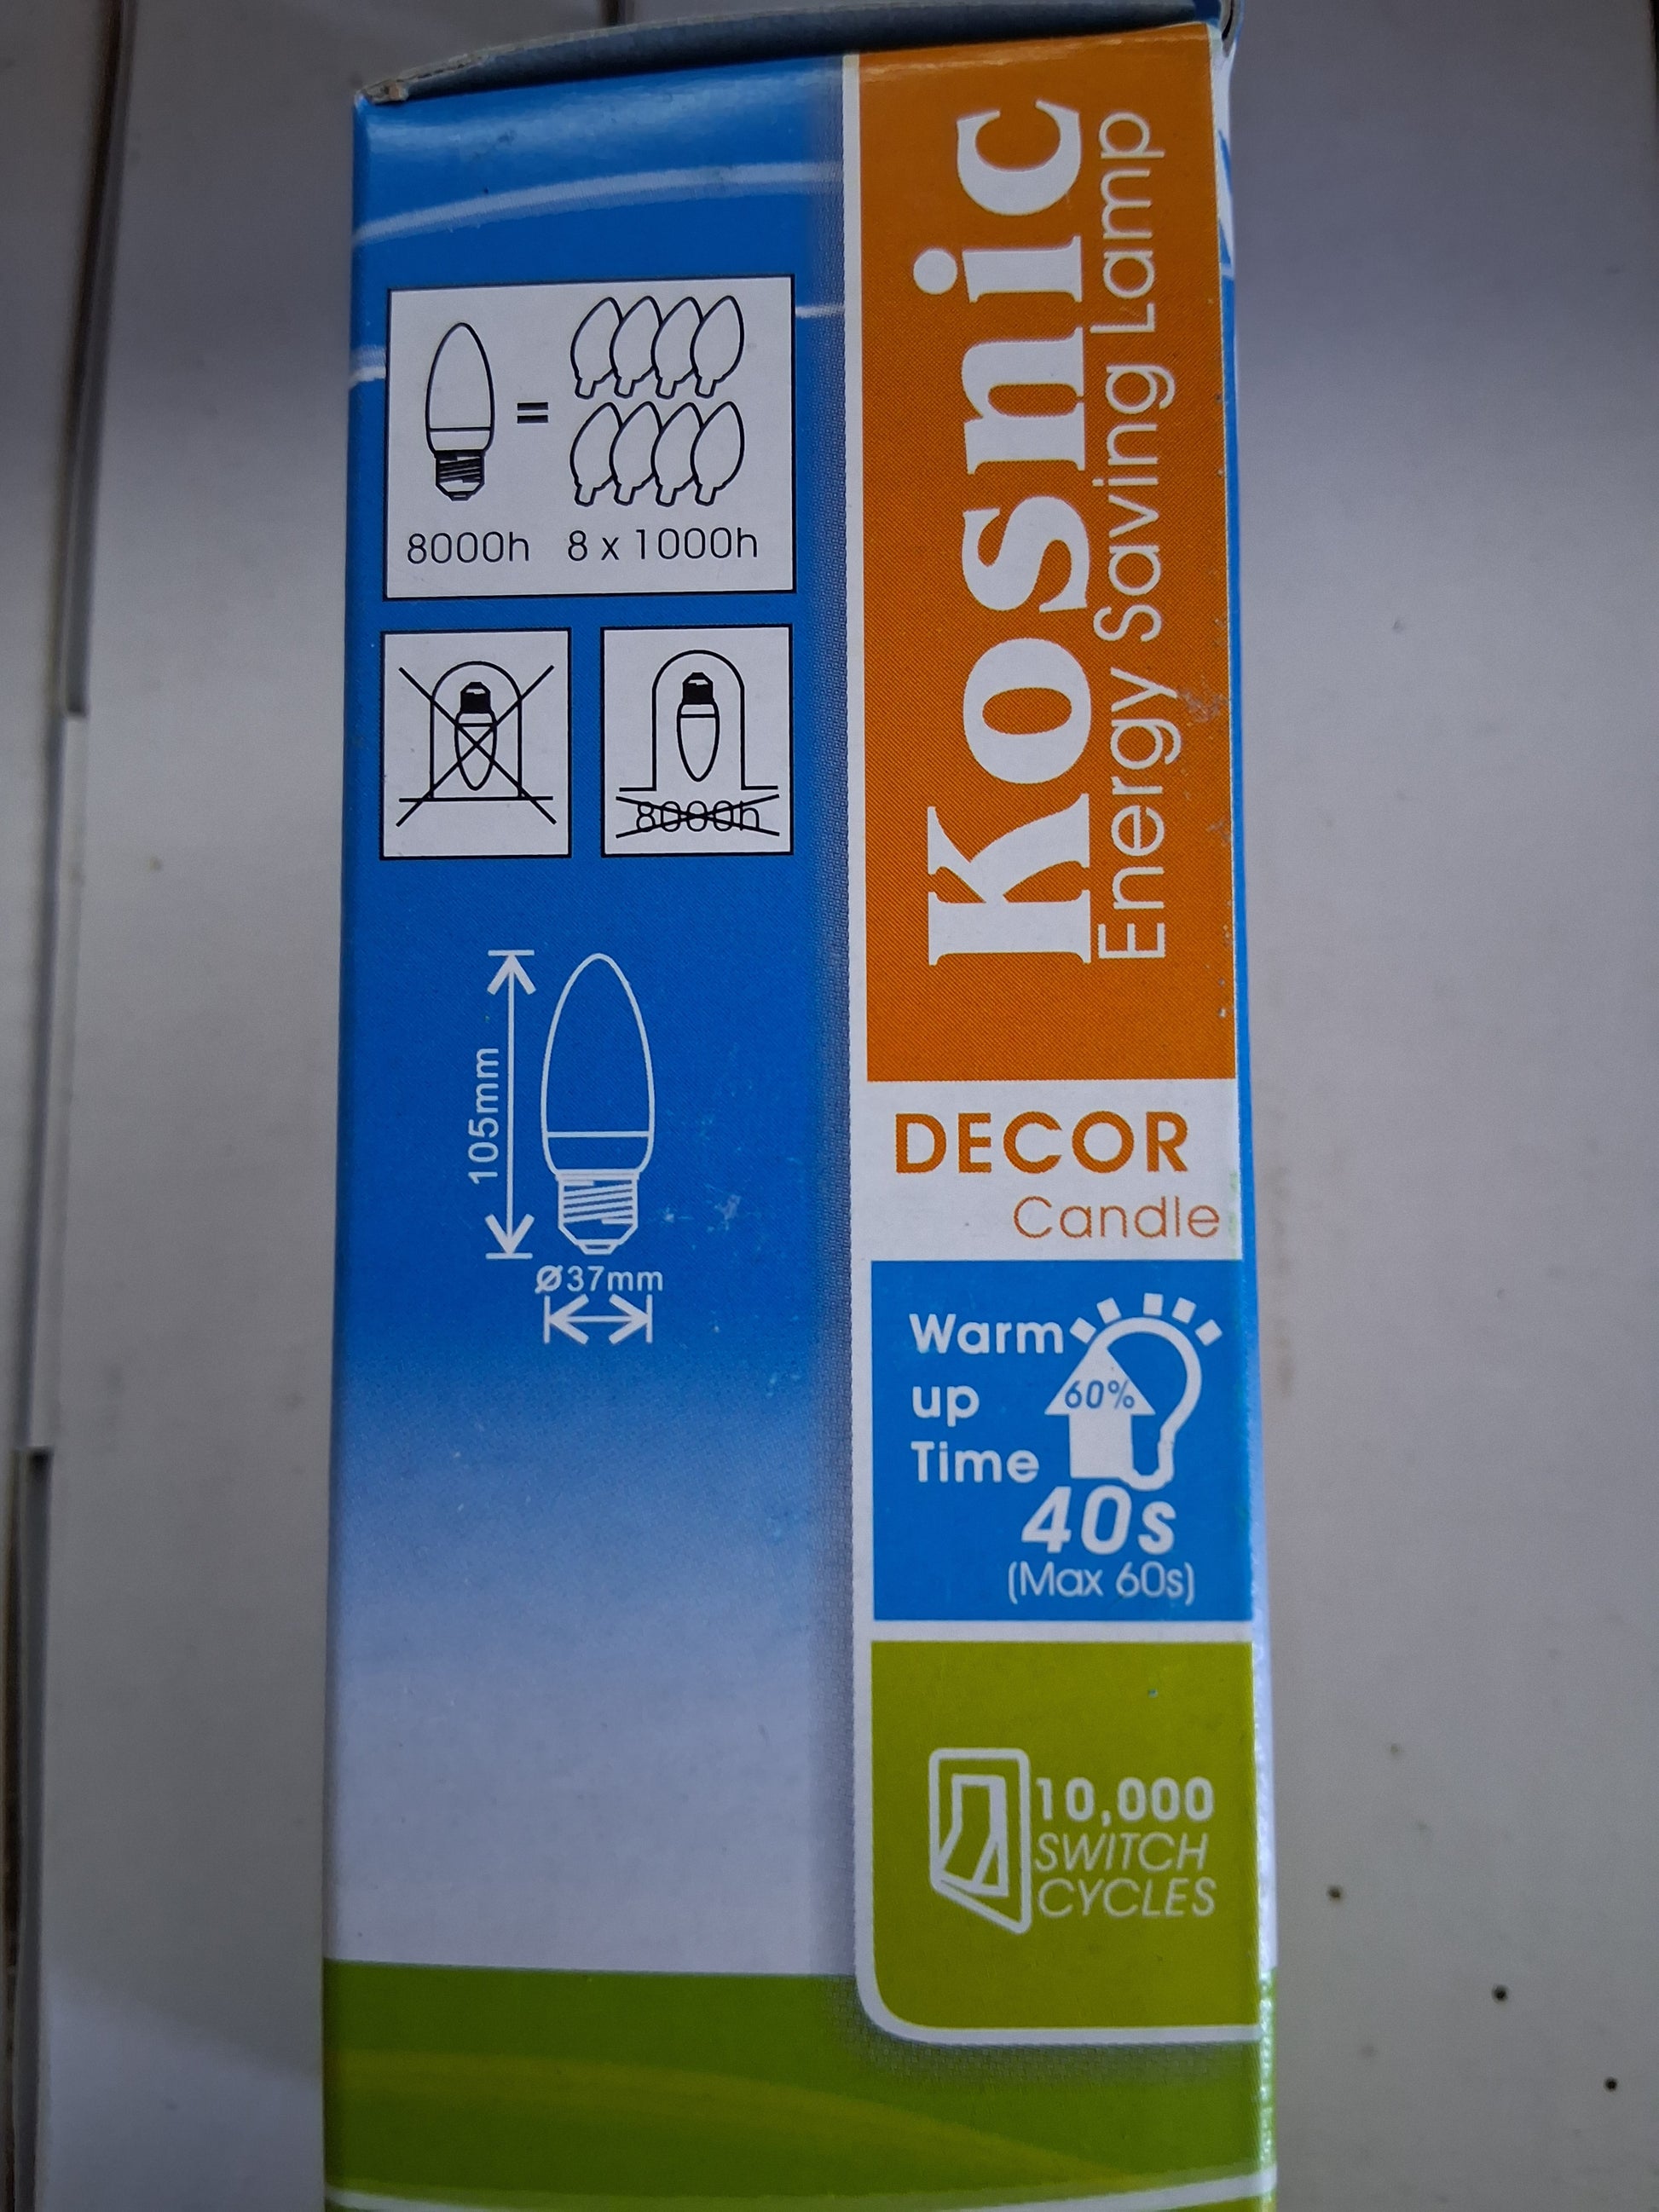 Kosnic
Energy Saving Lamp
=
8000h 8 x 1000h
8000h
105mm
Ø37mm
DECOR
Candle
Warm
up
Time
60%
40s
(Max 60s)
10,000
SWITCH
CYCLES